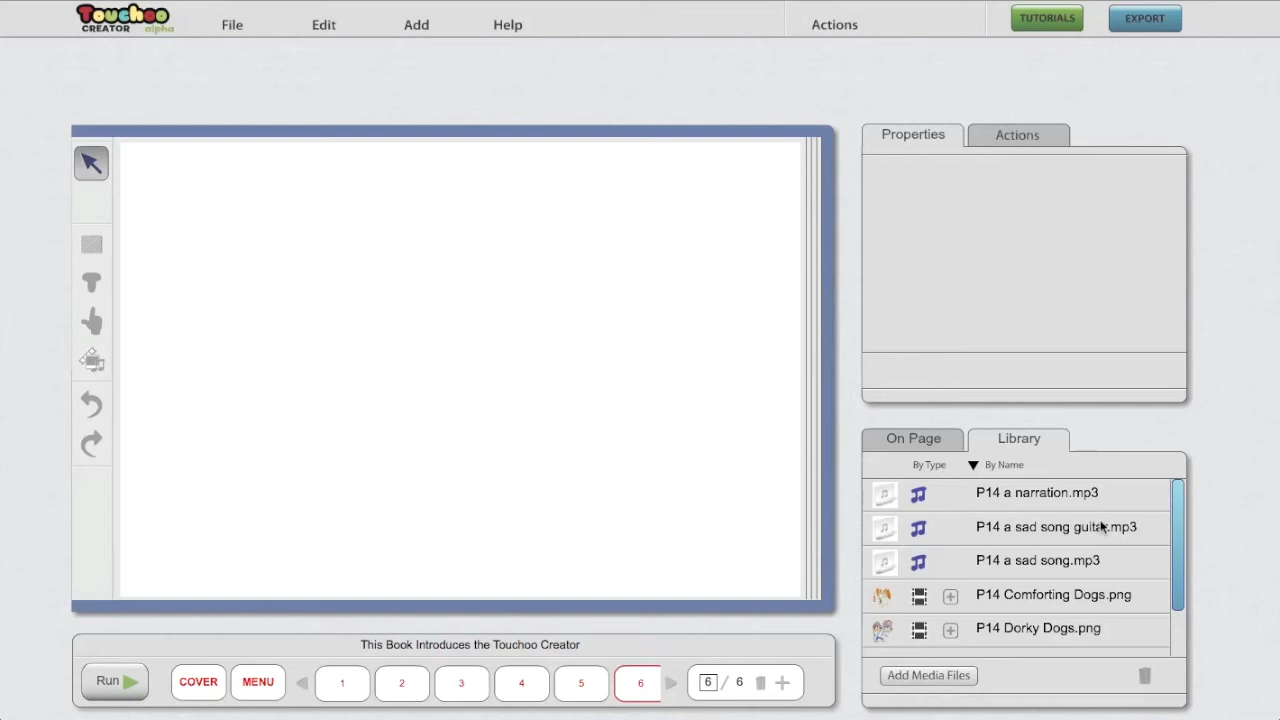 Touchoo
CREATOR alpha
File
Edit
Add
Help
Actions
TUTORIALS
EXPORT
Properties
Actions
On Page
Library
By Type
By Name
P14 a narration.mp3
P14 a sad song guitar.mp3
P14 a sad song.mp3
P14 Comforting Dogs.png
P14 Dorky Dogs.png
Add Media Files
This Book Introduces the Touchoo Creator
Run
COVER
MENU
1
2
3
4
5
6
6 / 6